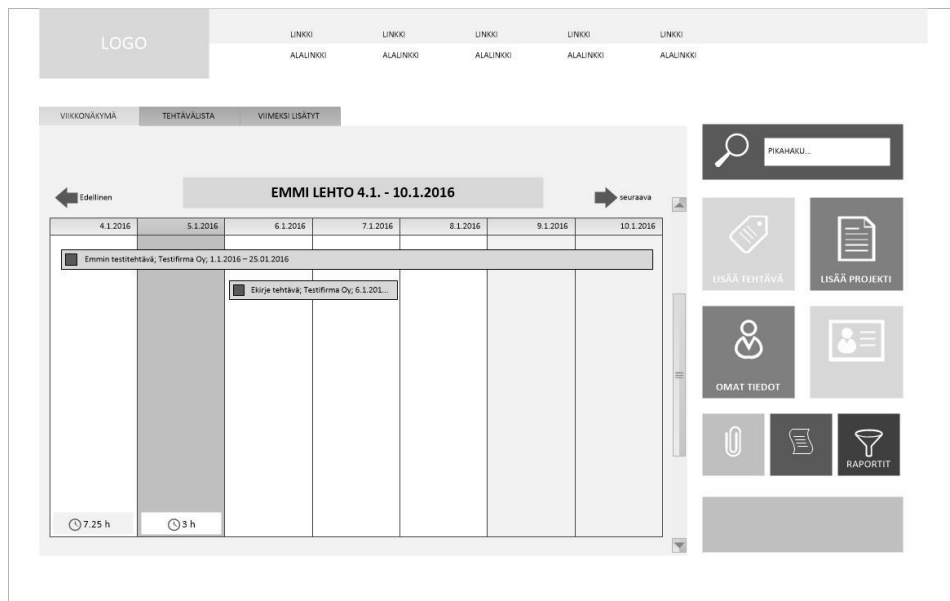 LOGO
LINKKI LINKKI LINKKI LINKKI LINKKI
ALALINKKI ALALINKKI ALALINKKI ALALINKKI ALALINKKI
VIIKKONÄKYMÄ TEHTÄVÄLISTA VIIMEKSI LISÄTYT
PIKAHAKU...
Edellinen EMMI LEHTO 4.1. - 10.1.2016 seuraava
4.1.2016 5.1.2016 6.1.2016 7.1.2016 8.1.2016 9.1.2016 10.1.2016
Emmin testitehtävä; Testifirma Oy; 1.1.2016 – 25.01.2016
Ekirje tehtävä; Testifirma Oy; 6.1.201...
7.25 h 3 h
LISÄÄ TEHTÄVÄ LISÄÄ PROJEKTI
OMAT TIEDOT
RAPORTIT